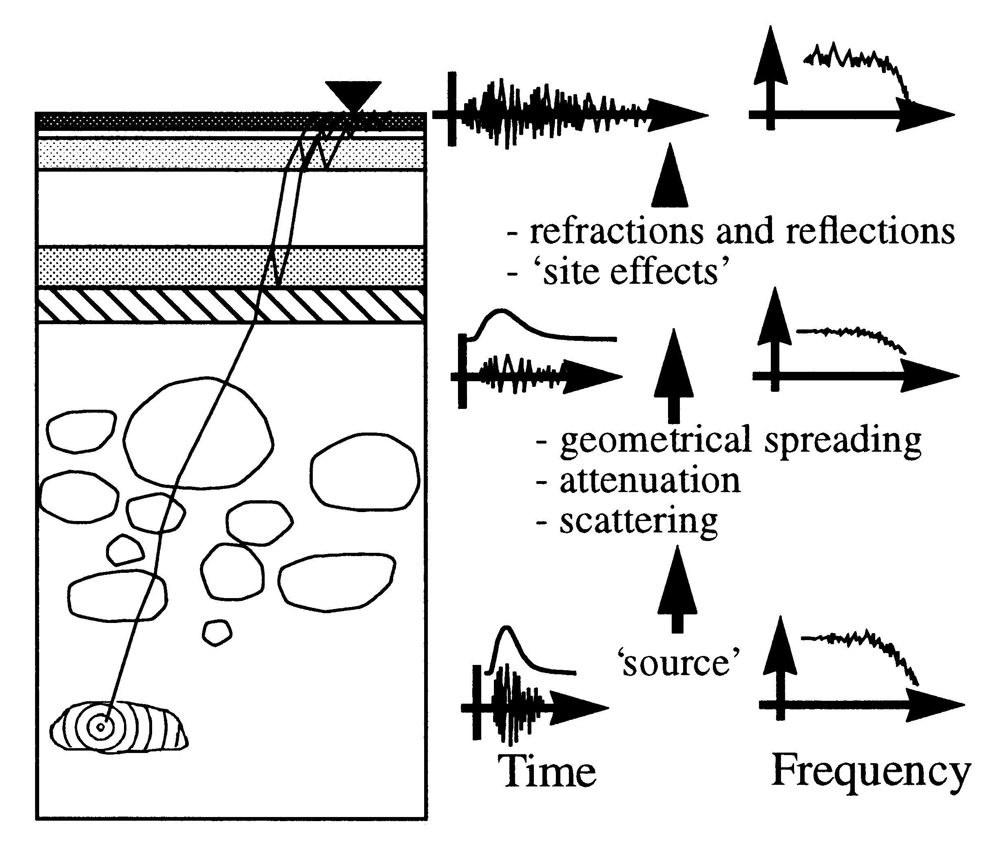 - refractions and reflections
- ‘site effects’
- geometrical spreading
- attenuation
- scattering
‘source’
Time
Frequency